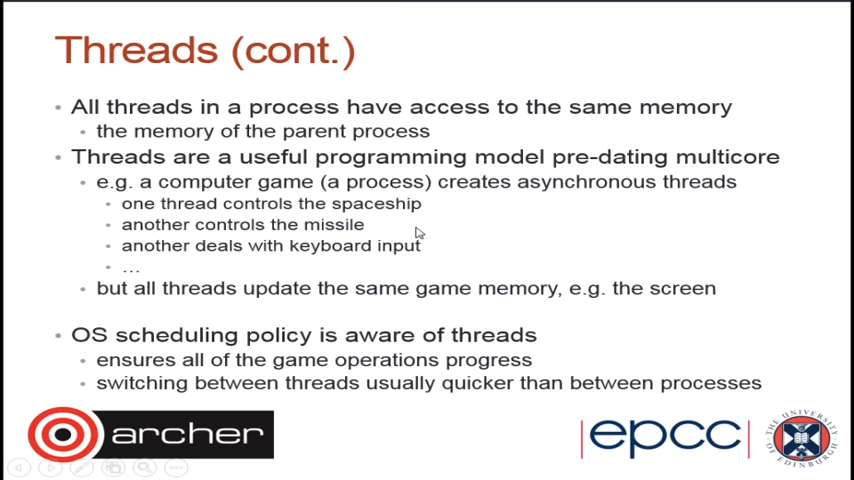 Threads (cont.)
• All threads in a process have access to the same memory
• the memory of the parent process
• Threads are a useful programming model pre-dating multicore
• e.g. a computer game (a process) creates asynchronous threads
• one thread controls the spaceship
• another controls the missile
• another deals with keyboard input
• ...
• but all threads update the same game memory, e.g. the screen
• OS scheduling policy is aware of threads
• ensures all of the game operations progress
• switching between threads usually quicker than between processes
archer
|epcc|
THE UNIVERSITY OF EDINBURGH